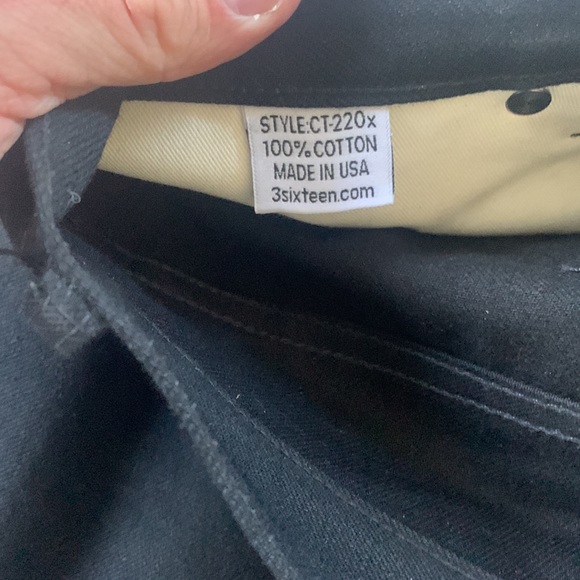 STYLE:CT-220x
100% COTTON
MADE IN USA
3sixteen.com